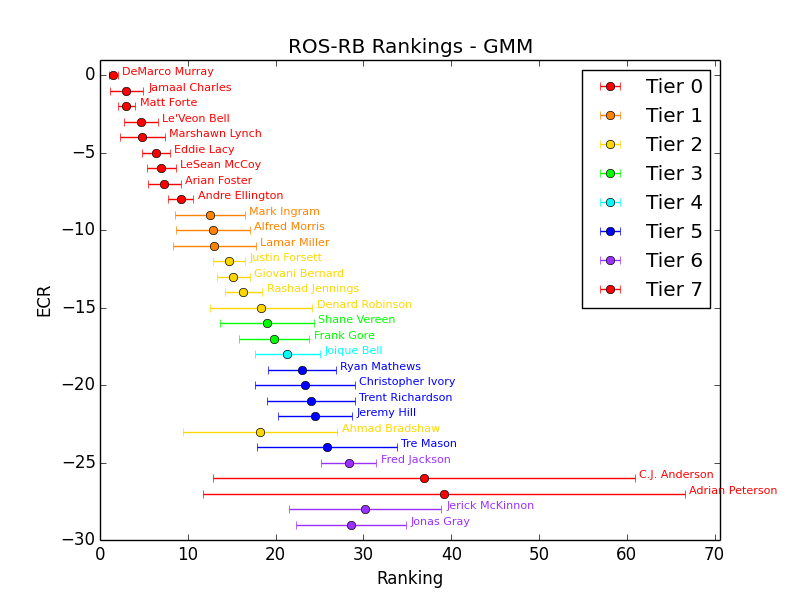 ROS-RB Rankings - GMM
0
−5
−10
−15
−20
−25
−30
ECR
DeMarco Murray
Jamaal Charles
Matt Forte
Le'Veon Bell
Marshawn Lynch
Eddie Lacy
LeSean McCoy
Arian Foster
Andre Ellington
Mark Ingram
Alfred Morris
Lamar Miller
Justin Forsett
Giovani Bernard
Rashad Jennings
Denard Robinson
Shane Vereen
Frank Gore
Joique Bell
Ryan Mathews
Christopher Ivory
Trent Richardson
Jeremy Hill
Ahmad Bradshaw
Tre Mason
Fred Jackson
C.J. Anderson
Adrian Peterson
Jerick McKinnon
Jonas Gray
Tier 0
Tier 1
Tier 2
Tier 3
Tier 4
Tier 5
Tier 6
Tier 7
0 10 20 30 40 50 60 70
Ranking